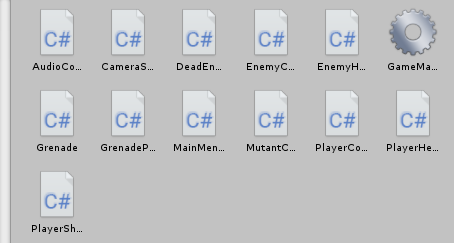 C# C# C# C# C#
AudioCo... CameraS... DeadEn... EnemyC... EnemyH... GameMa...
C# C# C# C# C# C#
Grenade GrenadeP... MainMen... MutantC... PlayerCo... PlayerHe...
C#
PlayerSh...